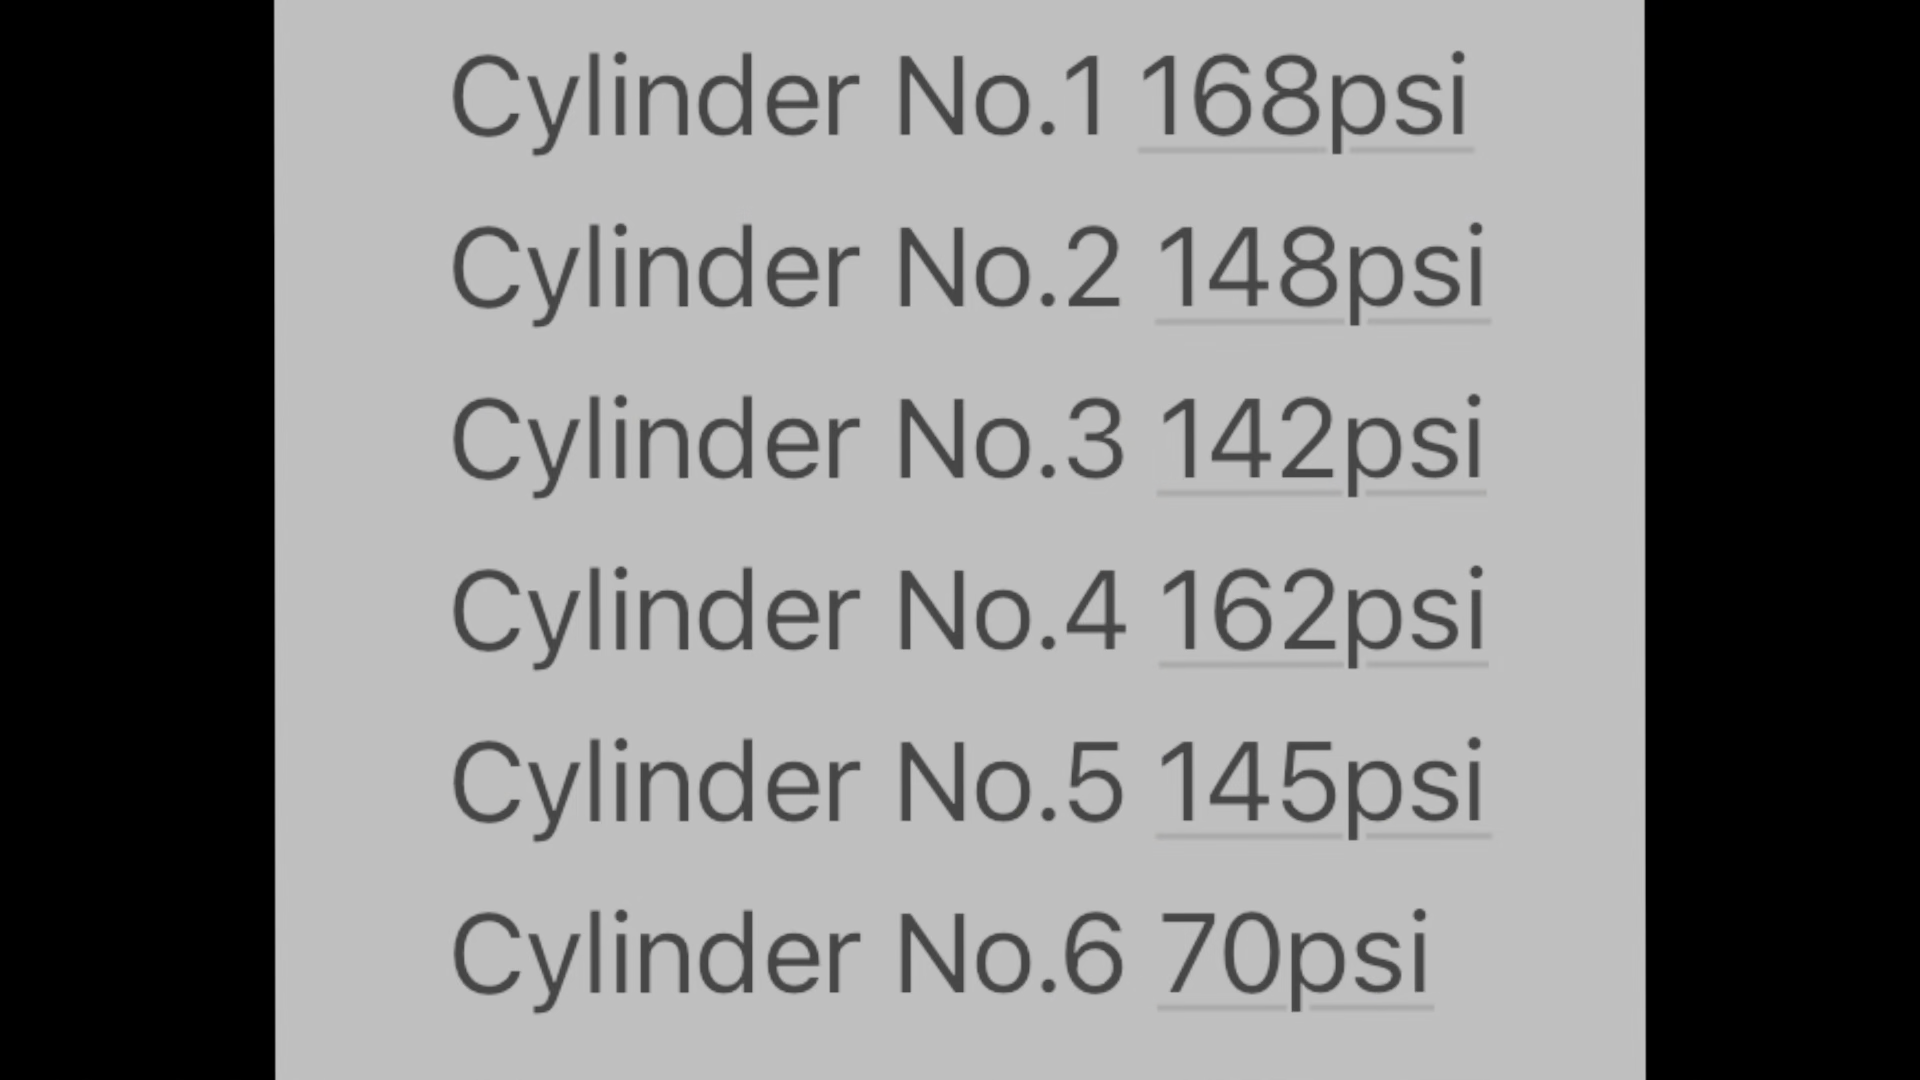 Cylinder No.1 168psi
Cylinder No.2 148psi
Cylinder No.3 142psi
Cylinder No.4 162psi
Cylinder No.5 145psi
Cylinder No.6 70psi